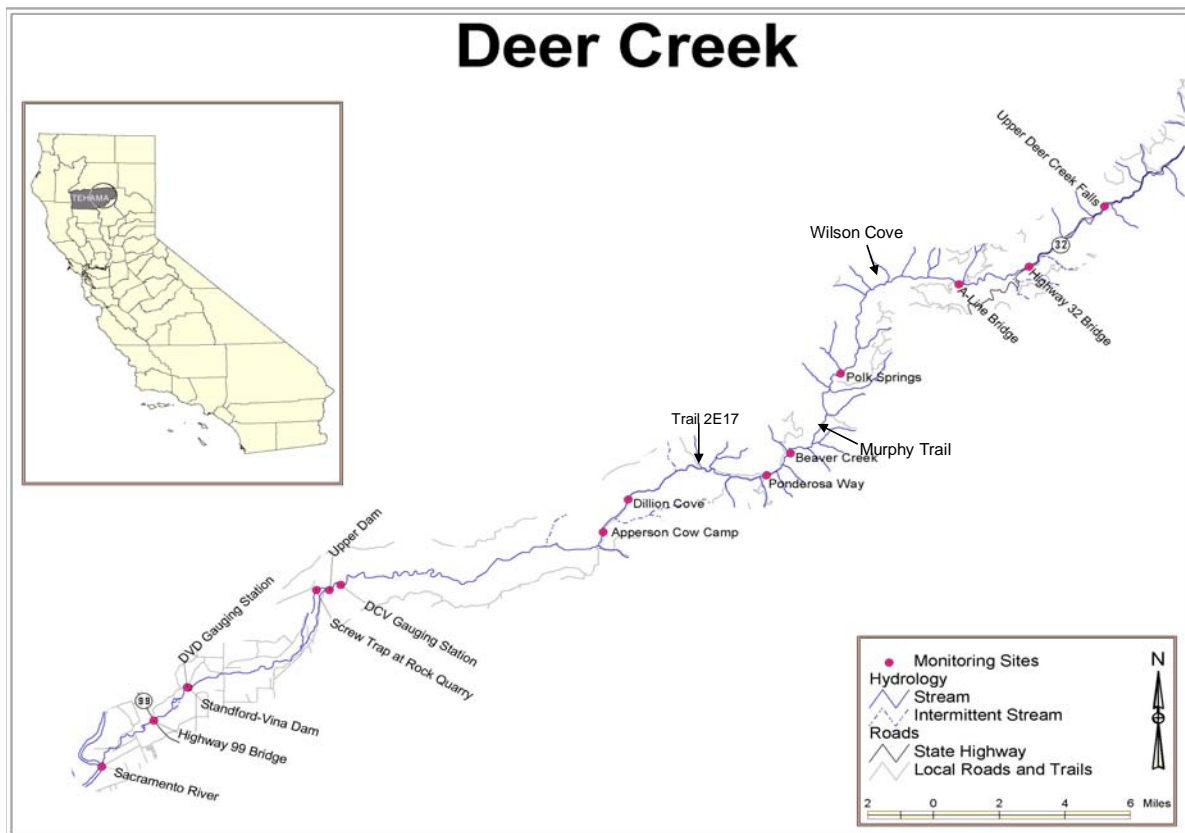 Deer Creek
TEHAMA
Upper Deer Creek Falls
32
Wilson Cove
Highway 32 Bridge
A-Line Bridge
Polk Springs
Trail 2E17
Murphy Trail
Beaver Creek
Ponderosa Way
Dillion Cove
Apperson Cow Camp
Upper Dam
DCV Gauging Station
Screw Trap at Rock Quarry
DVD Gauging Station
Standford-Vina Dam
99
Highway 99 Bridge
Sacramento River
Monitoring Sites
Hydrology
Stream
Intermittent Stream
Roads
State Highway
Local Roads and Trails
N
2 0 2 4 6 Miles